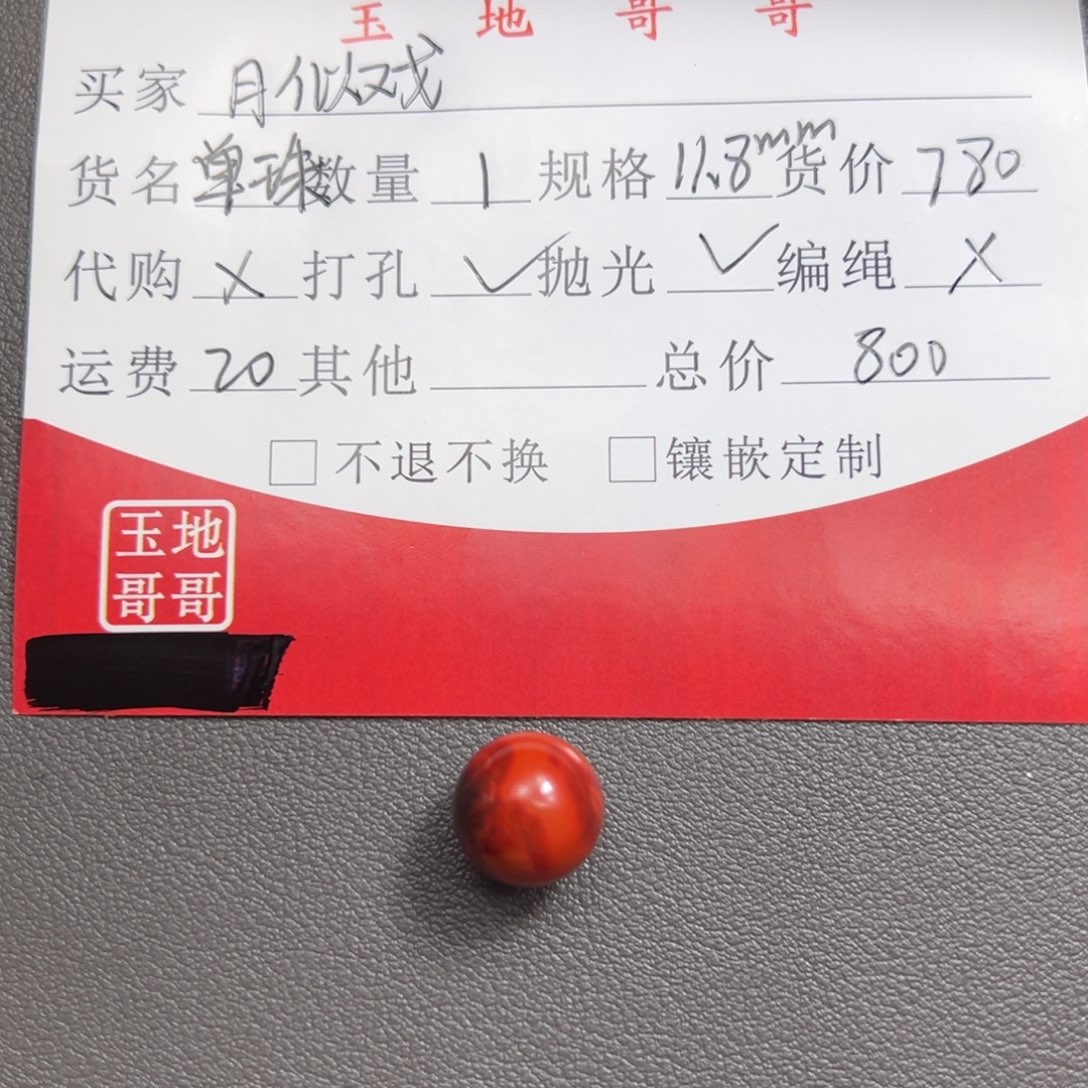 玉地哥哥
买家 月似戏
货名 单珠 数量 1 规格 11.8mm 货价 780
代购 × 打孔 ✓ 抛光 ✓ 编绳 ×
运费 20 其他 总价 800
□ 不退不换 □ 镶嵌定制
玉地
哥哥